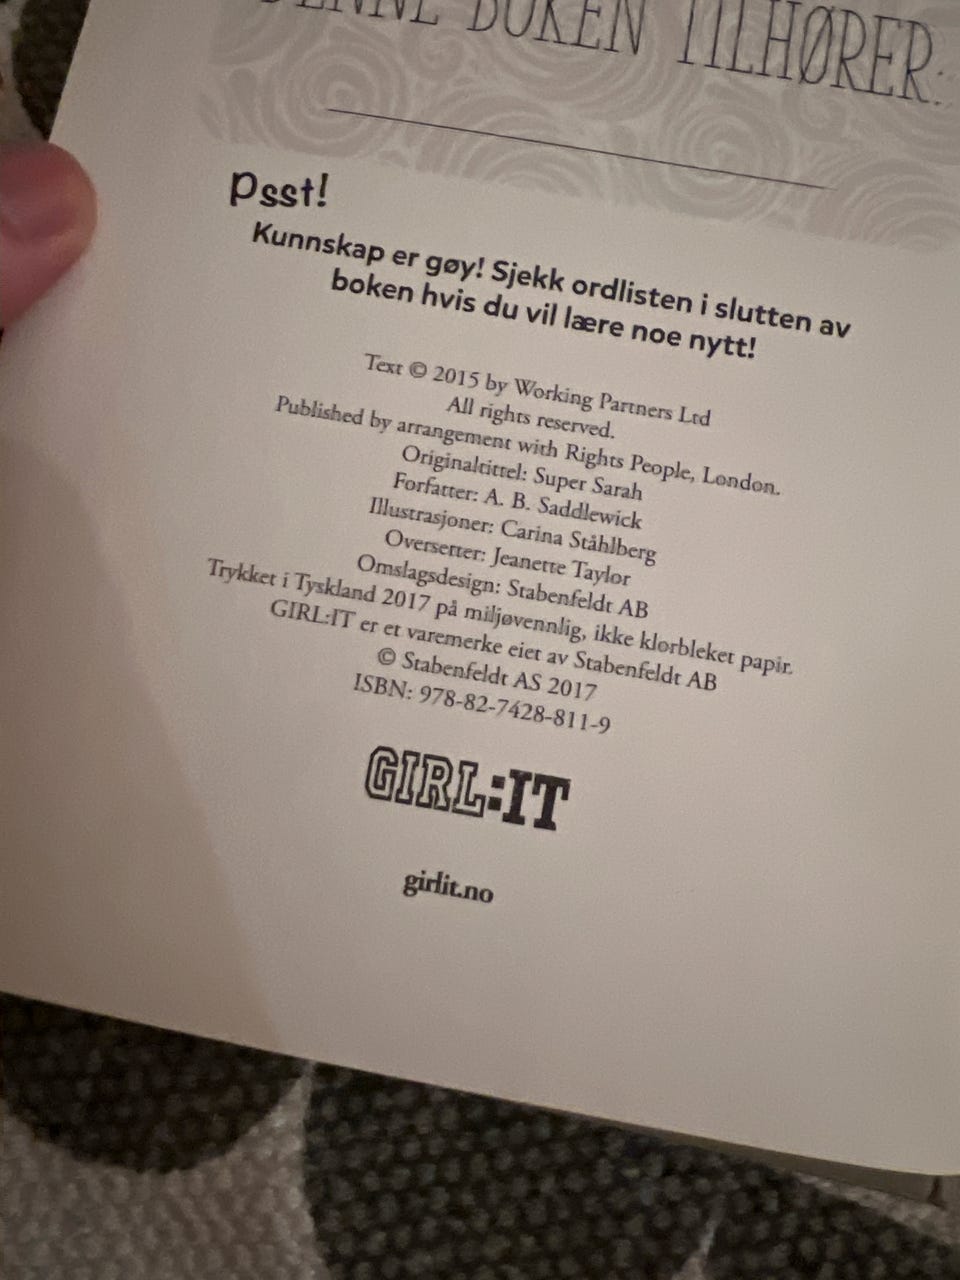 DENNE BOKEN TILHØRER...
Psst!
Kunnskap er gøy! Sjekk ordlisten i slutten av
boken hvis du vil lære noe nytt!
Text © 2015 by Working Partners Ltd
All rights reserved.
Published by arrangement with Rights People, London.
Originaltittel: Super Sarah
Forfatter: A. B. Saddlewick
Illustrasjoner: Carina Ståhlberg
Oversetter: Jeanette Taylor
Omslagsdesign: Stabenfeldt AB
Trykket i Tyskland 2017 på miljøvennlig, ikke klorbleket papir.
GIRL:IT er et varemerke eiet av Stabenfeldt AB
© Stabenfeldt AS 2017
ISBN: 978-82-7428-811-9
GIRL:IT
girlit.no